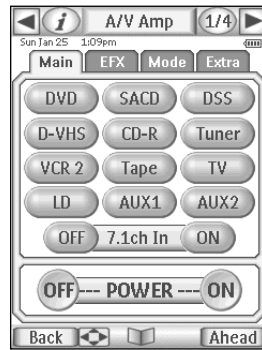 i A/V Amp 1/4
Sun Jan 25 1:09pm
Main EFX Mode Extra
DVD SACD DSS
D-VHS CD-R Tuner
VCR 2 Tape TV
LD AUX1 AUX2
OFF 7.1ch In ON
OFF --- POWER --- ON
Back Ahead